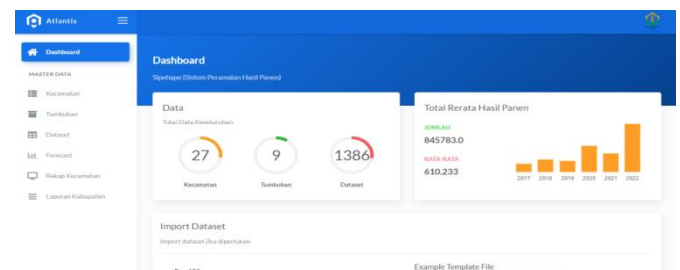 Atlantis
Dashboard
MASTER DATA
Kecamatan
Tumbuhan
Dataset
Forecast
Rekap Kecamatan
Laporan Kabupaten
Dashboard
Sipehape (Sistem Peramalan Hasil Panen)
Data
Total Data Keseluruhan
27
9
1386
Kecamatan
Tumbuhan
Dataset
Total Rerata Hasil Panen
JUMLAH
845783.0
RATA-RATA
610.233
2017 2018 2019 2020 2021 2022
Import Dataset
Import dataset jika diperlukan
Example Template File